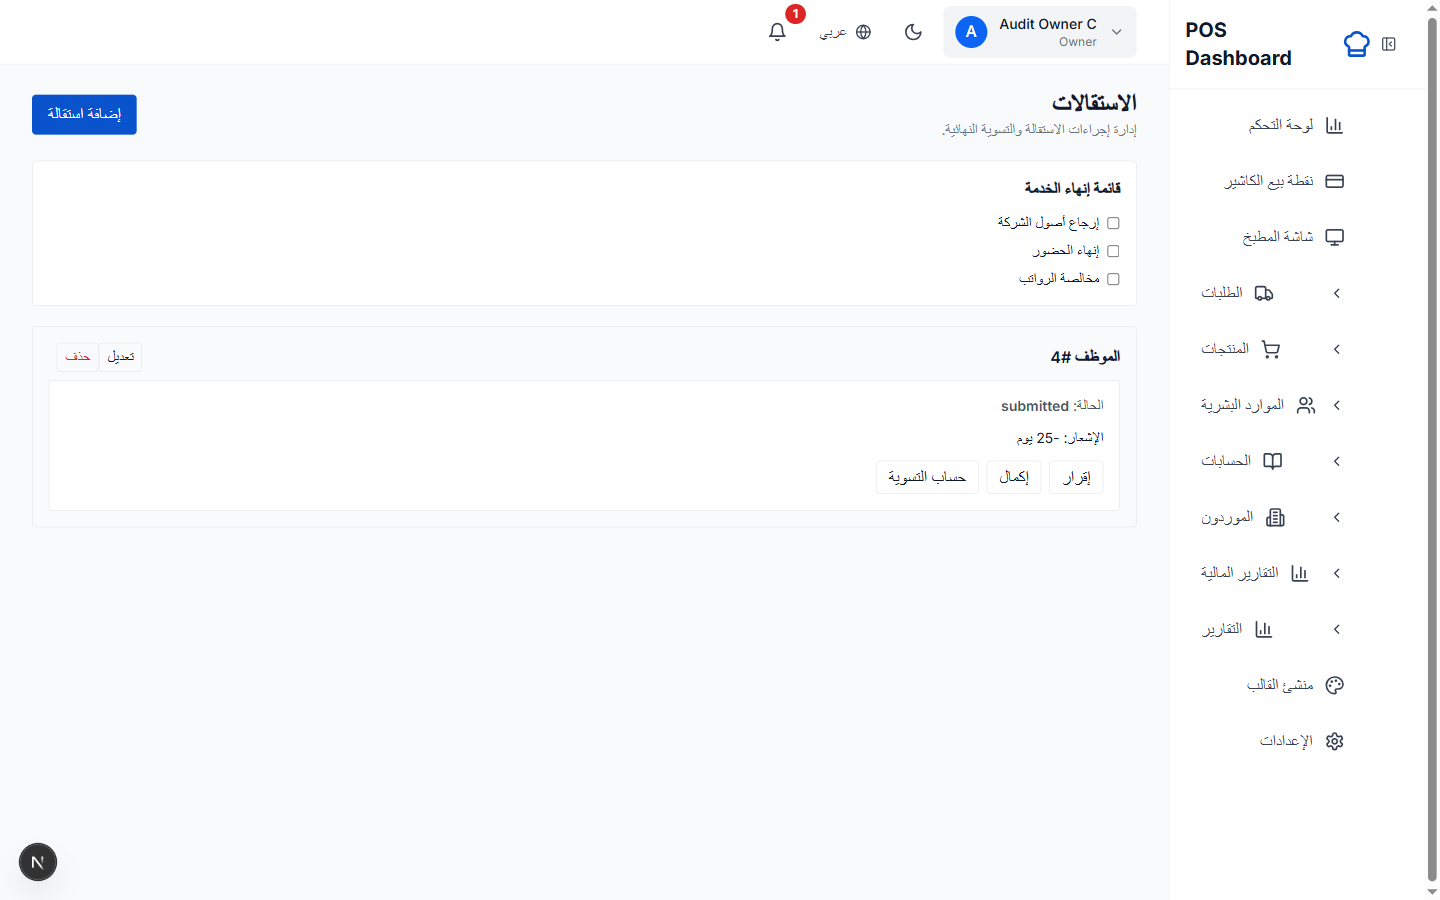 POS
Dashboard
لوحة التحكم
نقطة بيع الكاشير
شاشة المطبخ
الطلبات
المنتجات
الموارد البشرية
الحسابات
الموردون
التقارير المالية
التقارير
منشئ القالب
الإعدادات
A
Audit Owner C
Owner
عربي
1
الاستقالات
إدارة إجراءات الاستقالة والتسوية النهائية.
إضافة استقالة
قائمة إنهاء الخدمة
إرجاع أصول الشركة
إنهاء الحضور
مخالصة الرواتب
الموظف #4
تعديل
حذف
الحالة: submitted
الإشعار: -25 يوم
إقرار
إكمال
حساب التسوية
N